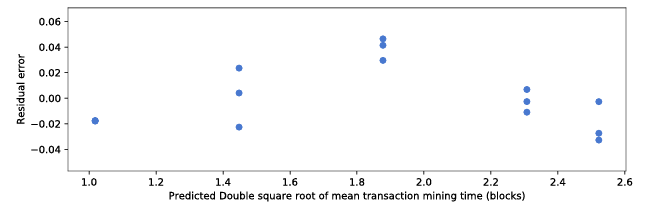 0.06
0.04
0.02
0.00
−0.02
−0.04
Residual error
1.0 1.2 1.4 1.6 1.8 2.0 2.2 2.4 2.6
Predicted Double square root of mean transaction mining time (blocks)